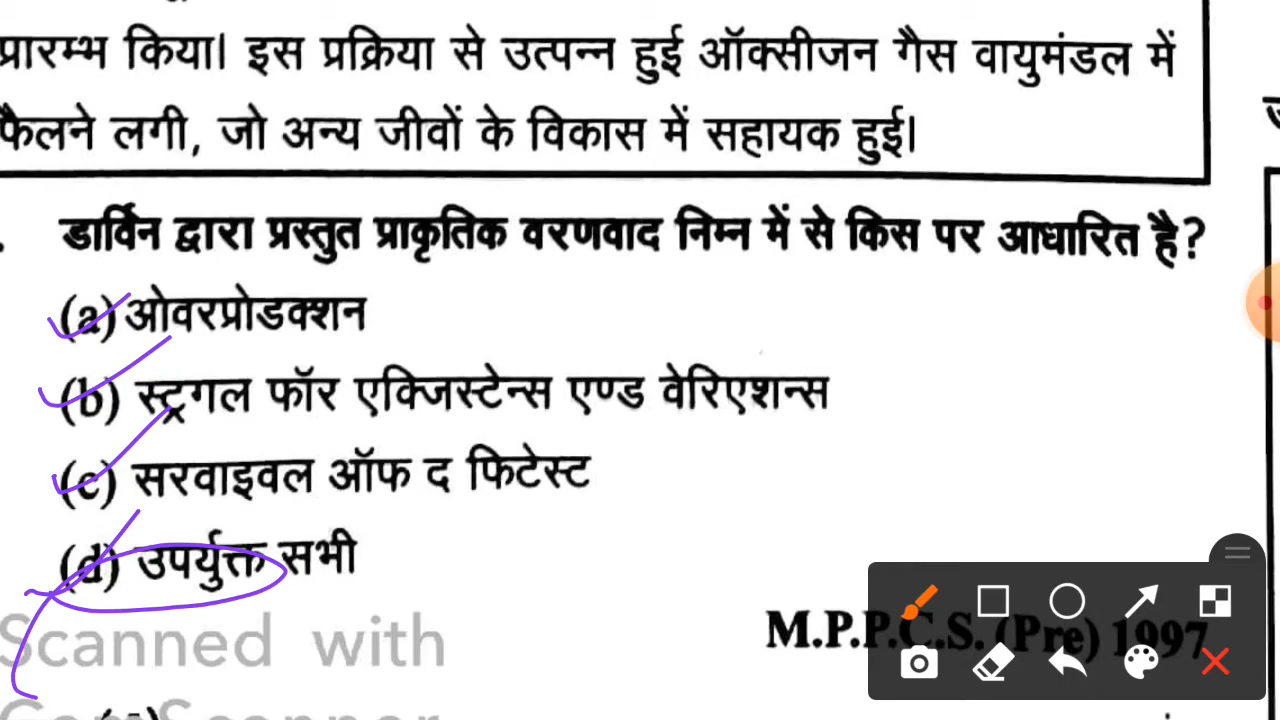 प्रारम्भ किया। इस प्रक्रिया से उत्पन्न हुई ऑक्सीजन गैस वायुमंडल में
फैलने लगी, जो अन्य जीवों के विकास में सहायक हुई।
. डार्विन द्वारा प्रस्तुत प्राकृतिक वरणवाद निम्न में से किस पर आधारित है?
(a) ओवरप्रोडक्शन
(b) स्ट्रगल फॉर एक्जिस्टेन्स एण्ड वेरिएशन्स
(c) सरवाइवल ऑफ द फिटेस्ट
(d) उपर्युक्त सभी
M.P.P.C.S. (Pre) 1997
Scanned with
CamScanner